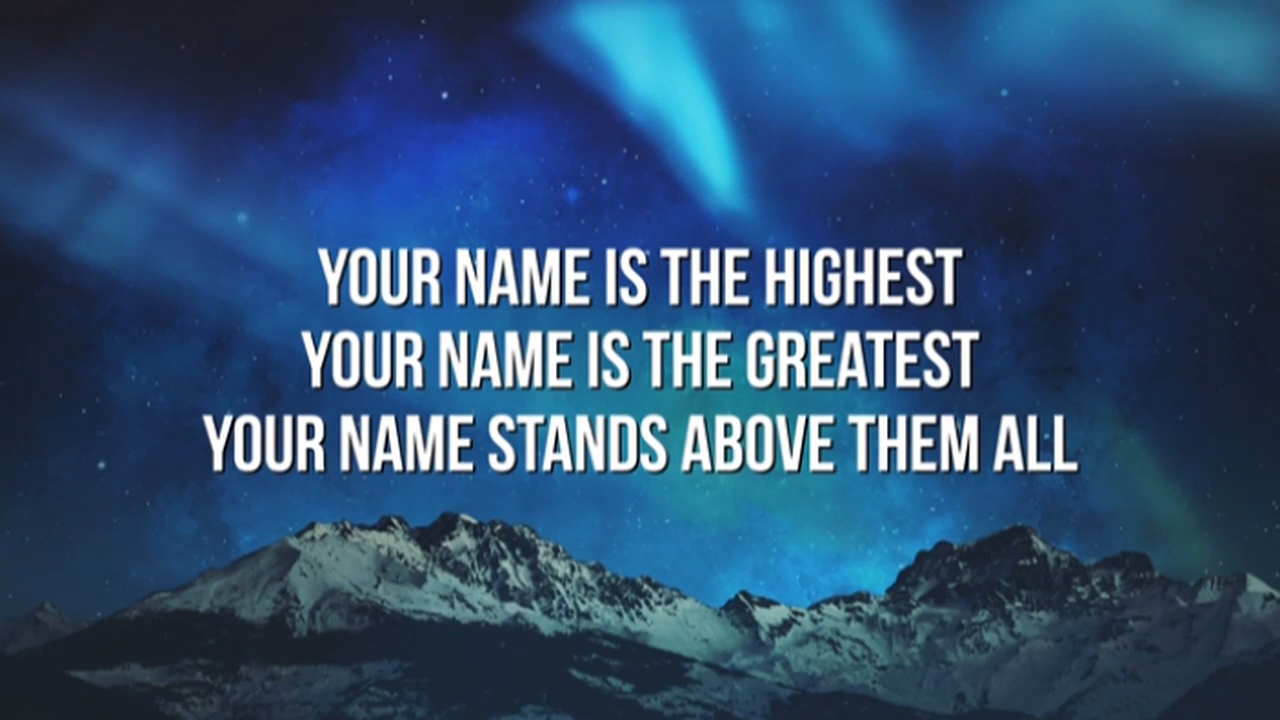 YOUR NAME IS THE HIGHEST
YOUR NAME IS THE GREATEST
YOUR NAME STANDS ABOVE THEM ALL